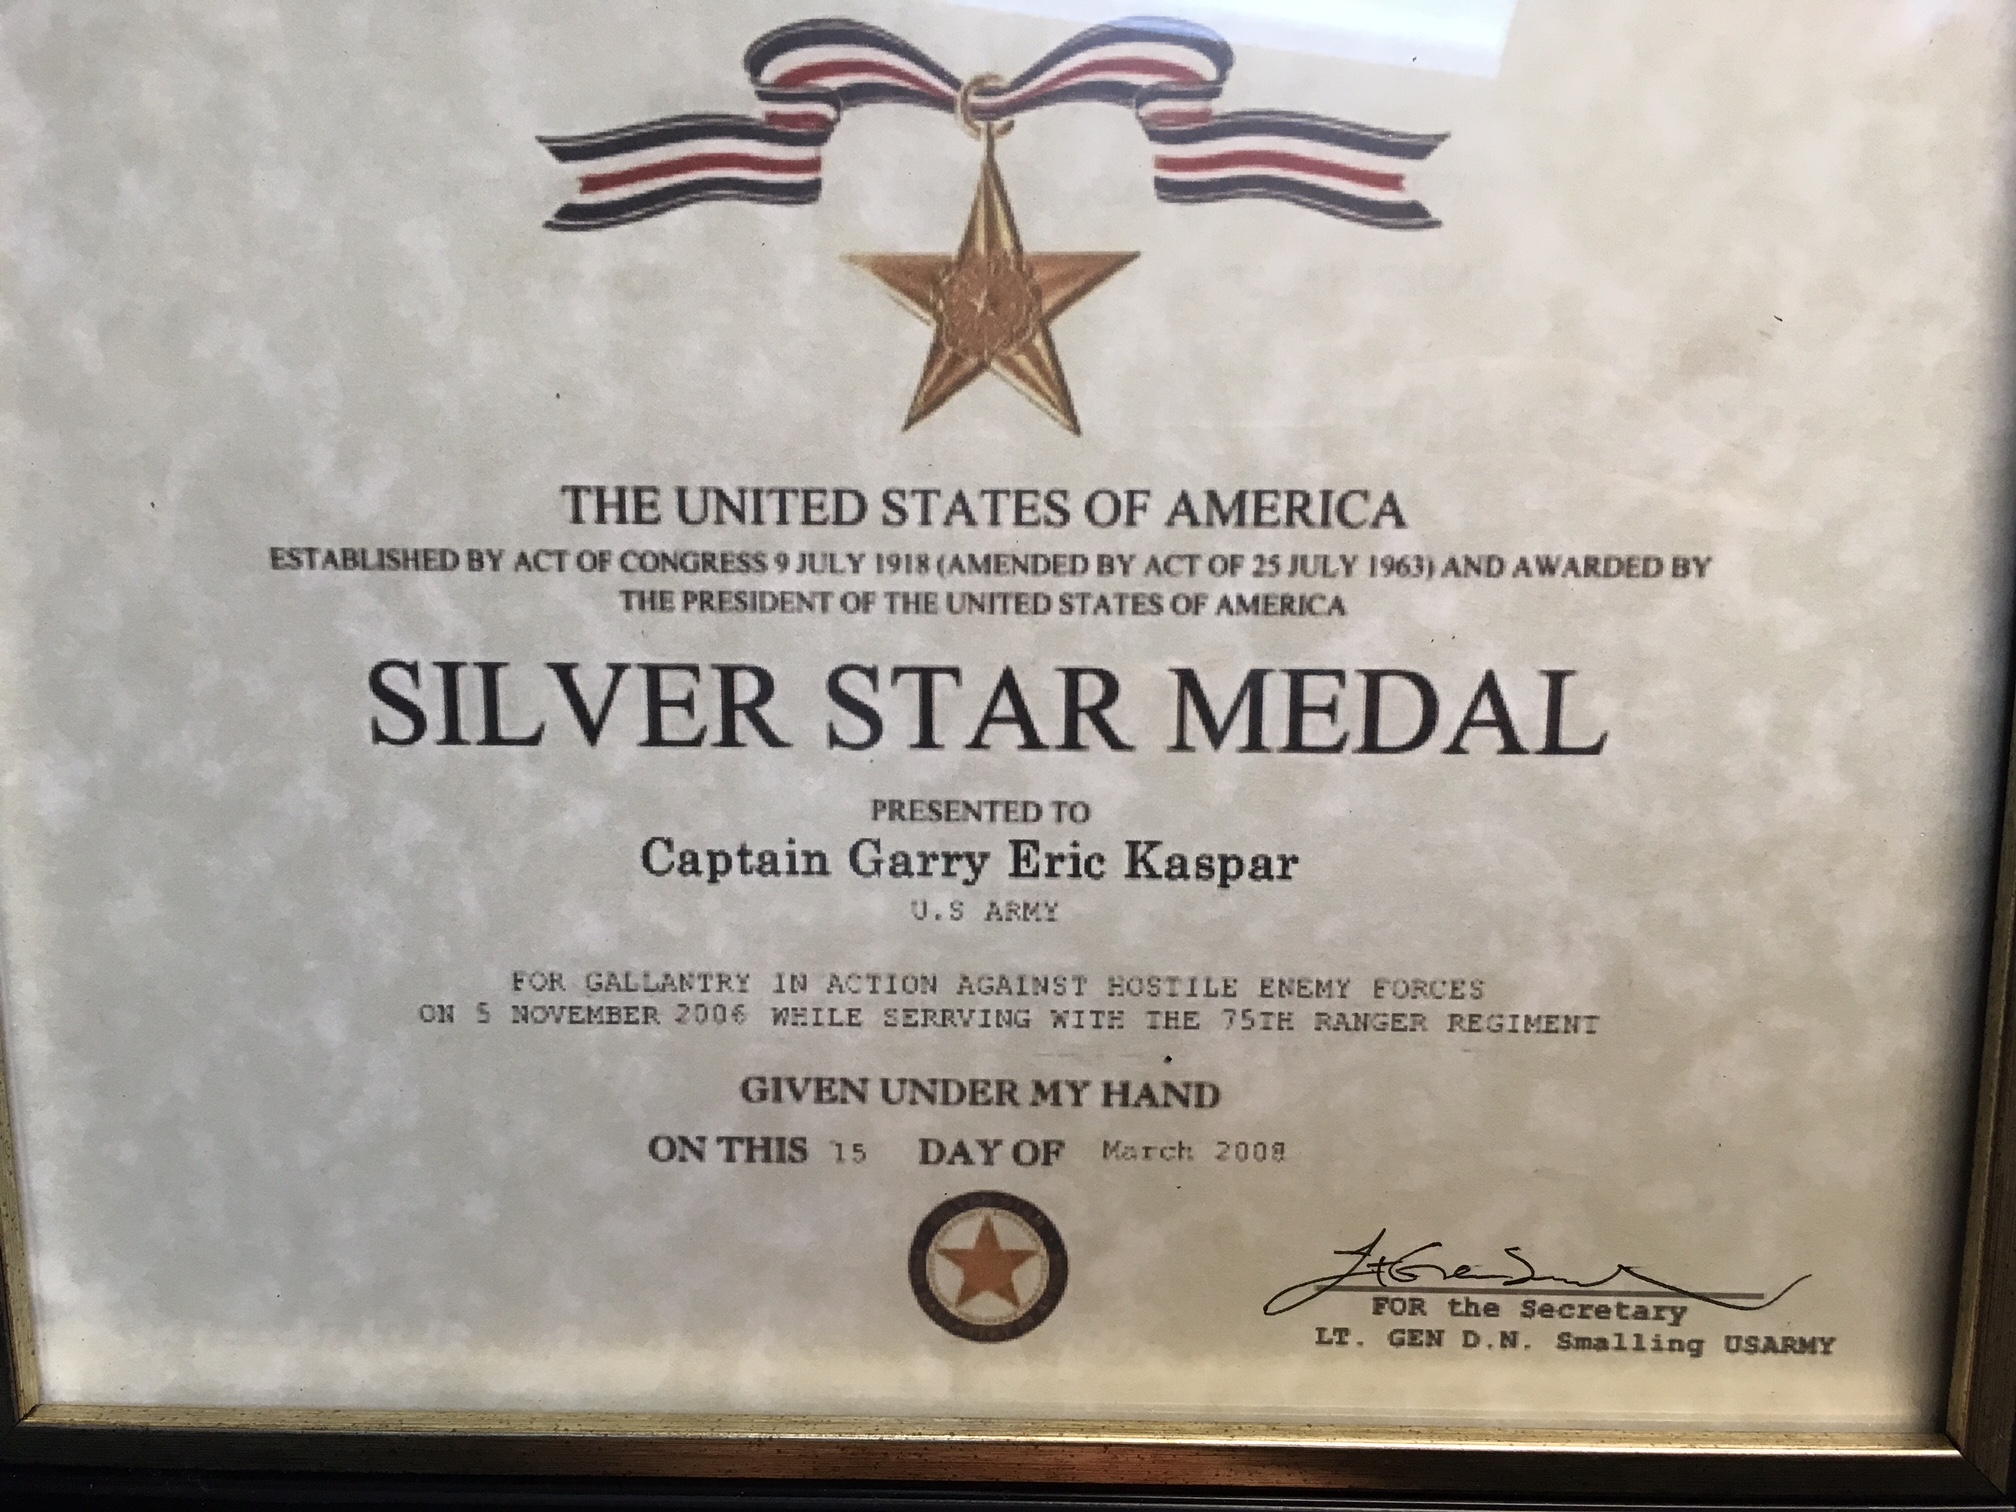 THE UNITED STATES OF AMERICA
ESTABLISHED BY ACT OF CONGRESS 9 JULY 1918 (AMENDED BY ACT OF 25 JULY 1963) AND AWARDED BY
THE PRESIDENT OF THE UNITED STATES OF AMERICA
SILVER STAR MEDAL
PRESENTED TO
Captain Garry Eric Kaspar
U.S ARMY
FOR GALLANTRY IN ACTION AGAINST HOSTILE ENEMY FORCES
ON 5 NOVEMBER 2006 WHILE SERRVING WITH THE 75TH RANGER REGIMENT
GIVEN UNDER MY HAND
ON THIS 15 DAY OF March 2008
FOR the Secretary
LT. GEN D.N. Smalling USARMY